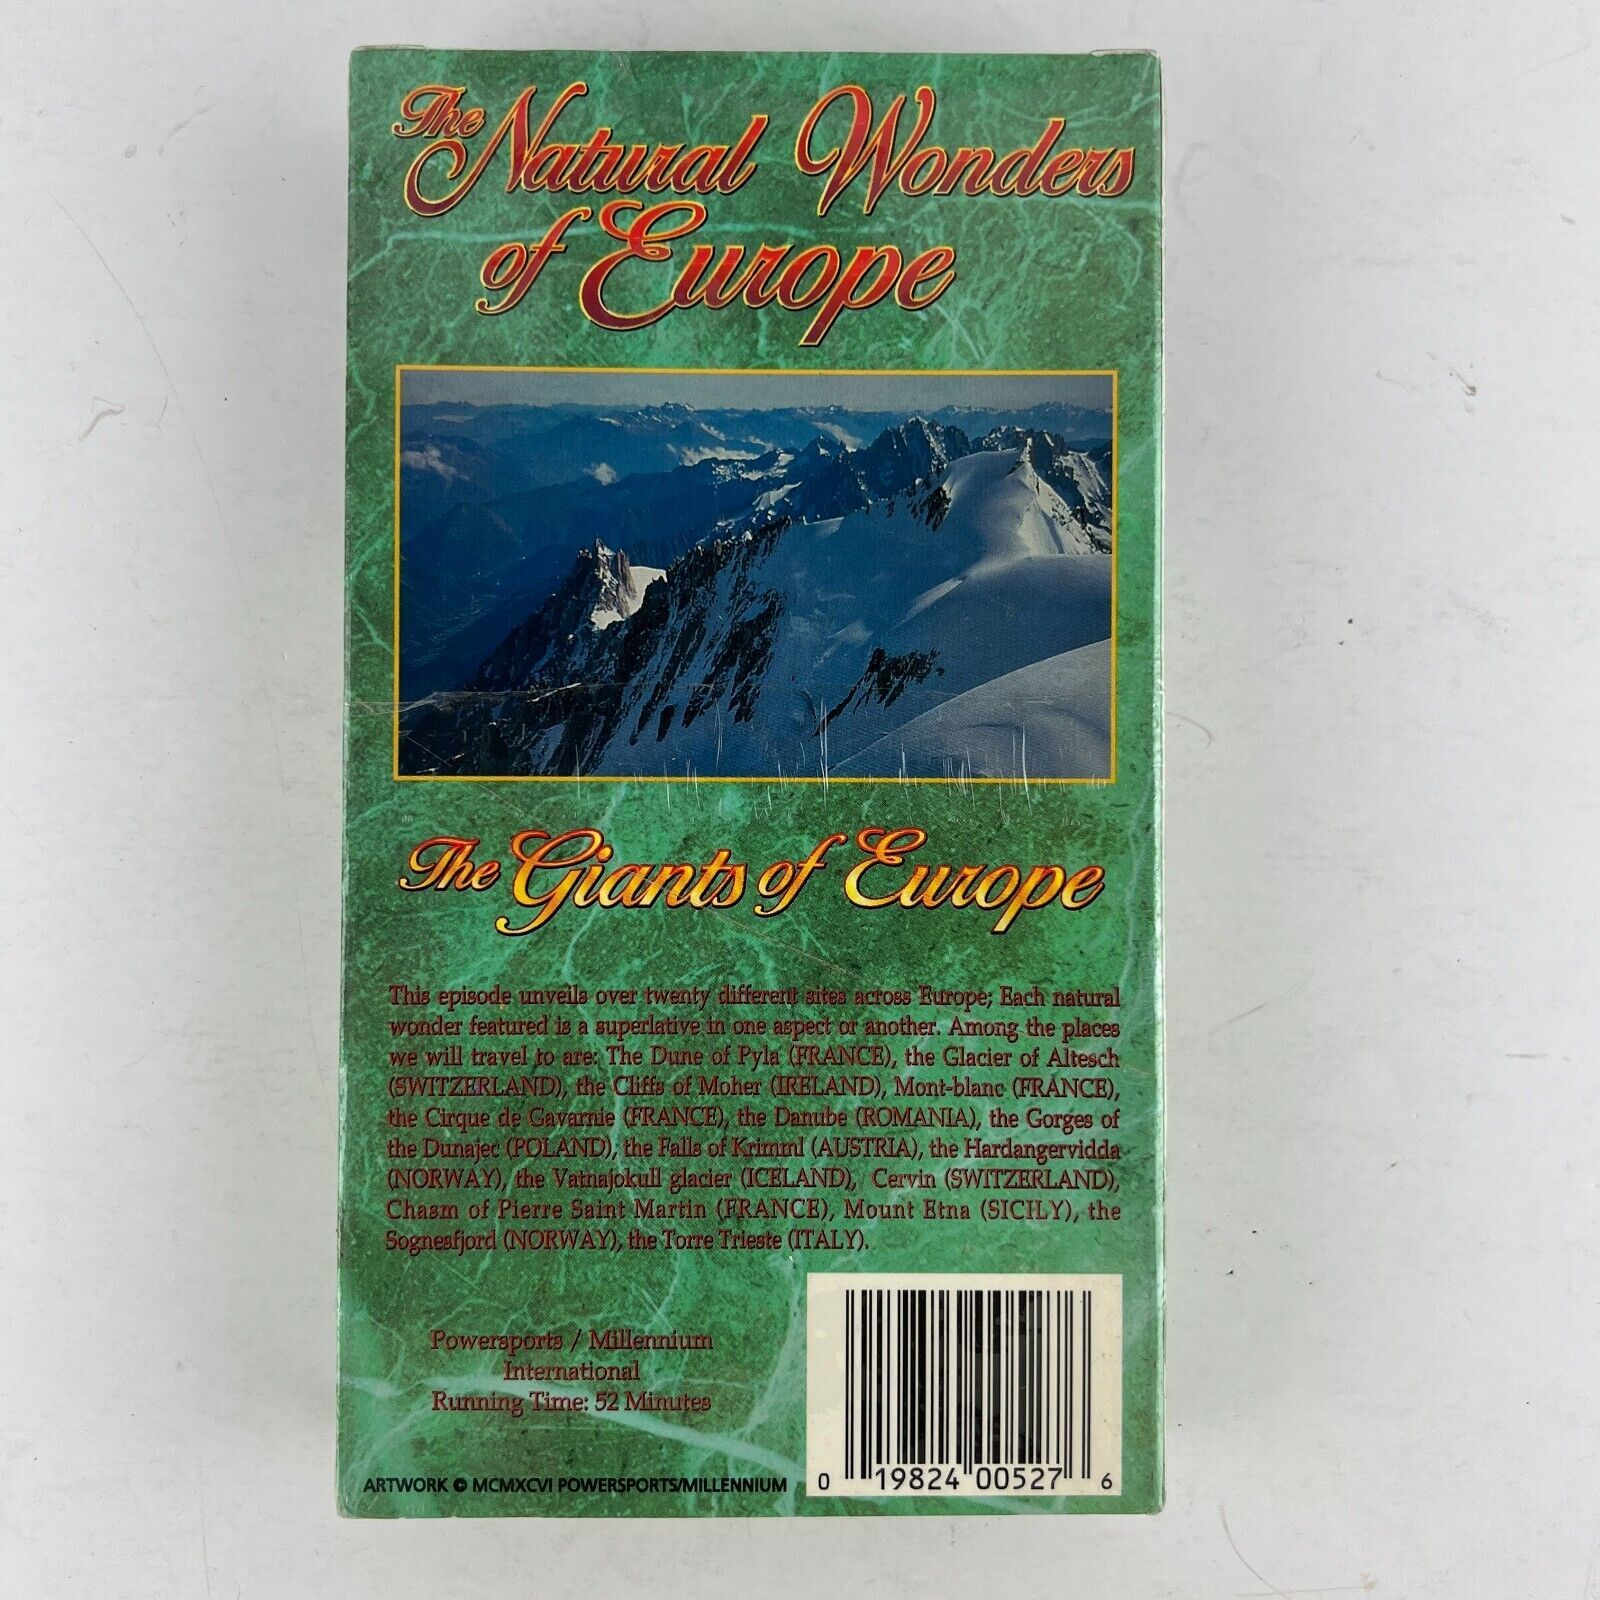 The Natural Wonders
of Europe
The Giants of Europe
This episode unveils over twenty different sites across Europe; Each natural
wonder featured is a superlative in one aspect or another. Among the places
we will travel to are: The Dune of Pyla (FRANCE), the Glacier of Altesch
(SWITZERLAND), the Cliffs of Moher (IRELAND), Mont-blanc (FRANCE),
the Cirque de Gavarnie (FRANCE), the Danube (ROMANIA), the Gorges of
the Dunajec (POLAND), the Falls of Krimml (AUSTRIA), the Hardangervidda
(NORWAY), the Vatnajokull glacier (ICELAND), Cervin (SWITZERLAND),
Chasm of Pierre Saint Martin (FRANCE), Mount Etna (SICILY), the
Sognesfjord (NORWAY), the Torre Trieste (ITALY).
Powersports / Millennium
International
Running Time: 52 Minutes
ARTWORK © MCMXCVI POWERSPORTS/MILLENNIUM
0 19824 00527 6